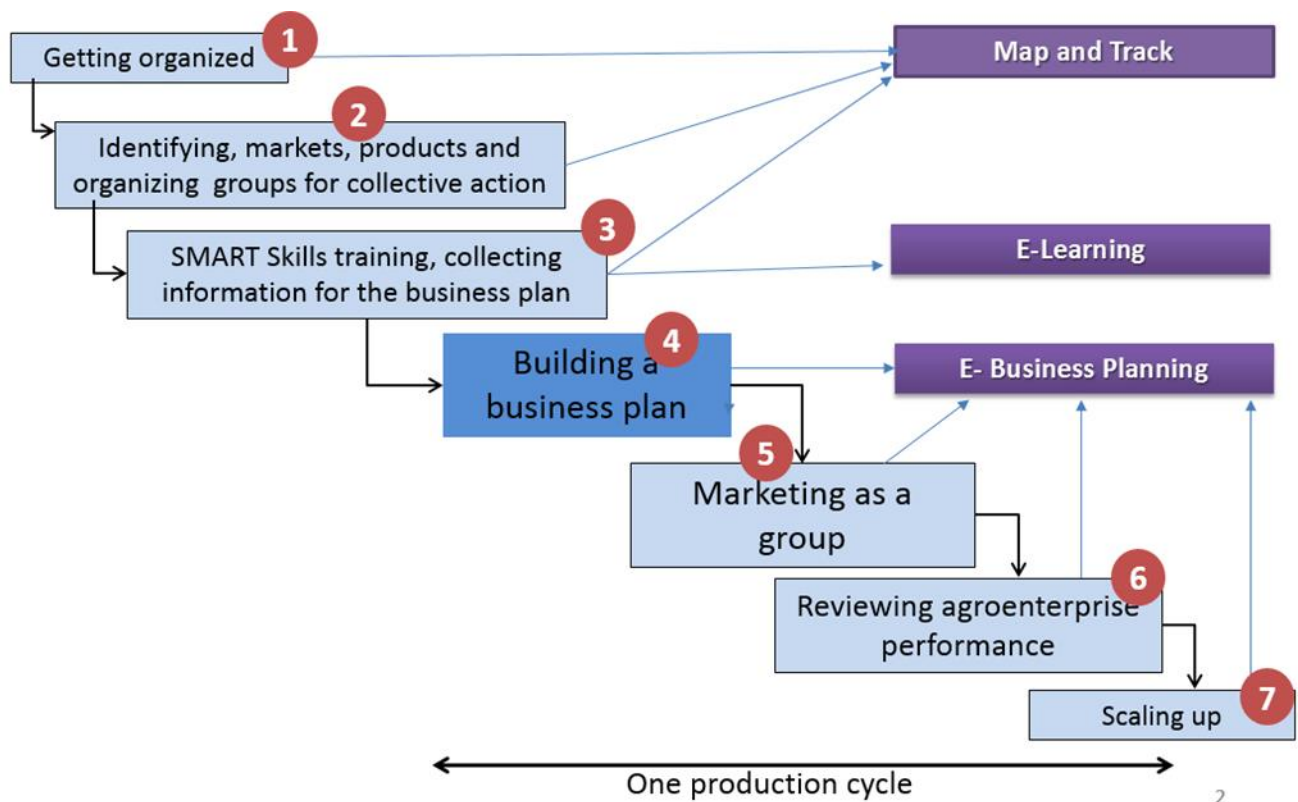 1
Getting organized
Map and Track
2
Identifying, markets, products and
organizing groups for collective action
3
SMART Skills training, collecting
information for the business plan
E-Learning
4
Building a
business plan
E- Business Planning
5
Marketing as a
group
6
Reviewing agroenterprise
performance
7
Scaling up
One production cycle
2